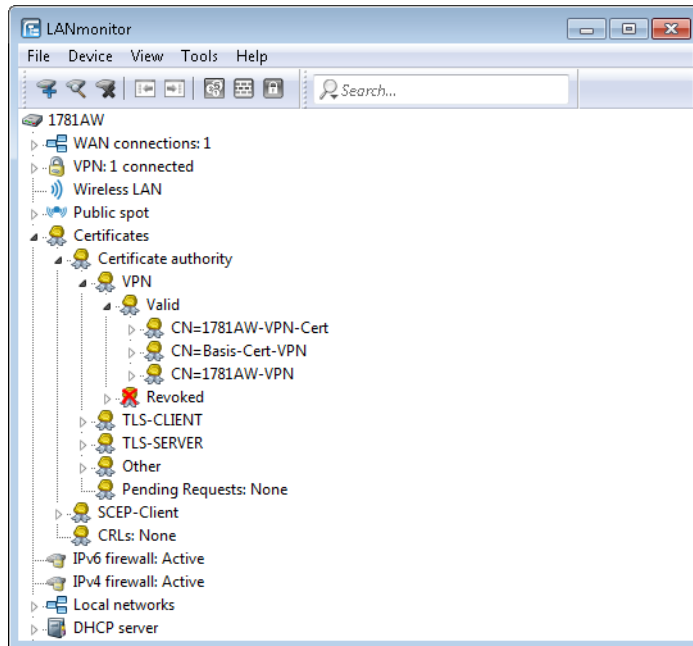 LANmonitor
File Device View Tools Help
Search...
1781AW
WAN connections: 1
VPN: 1 connected
Wireless LAN
Public spot
Certificates
Certificate authority
VPN
Valid
CN=1781AW-VPN-Cert
CN=Basis-Cert-VPN
CN=1781AW-VPN
Revoked
TLS-CLIENT
TLS-SERVER
Other
Pending Requests: None
SCEP-Client
CRLs: None
IPv6 firewall: Active
IPv4 firewall: Active
Local networks
DHCP server